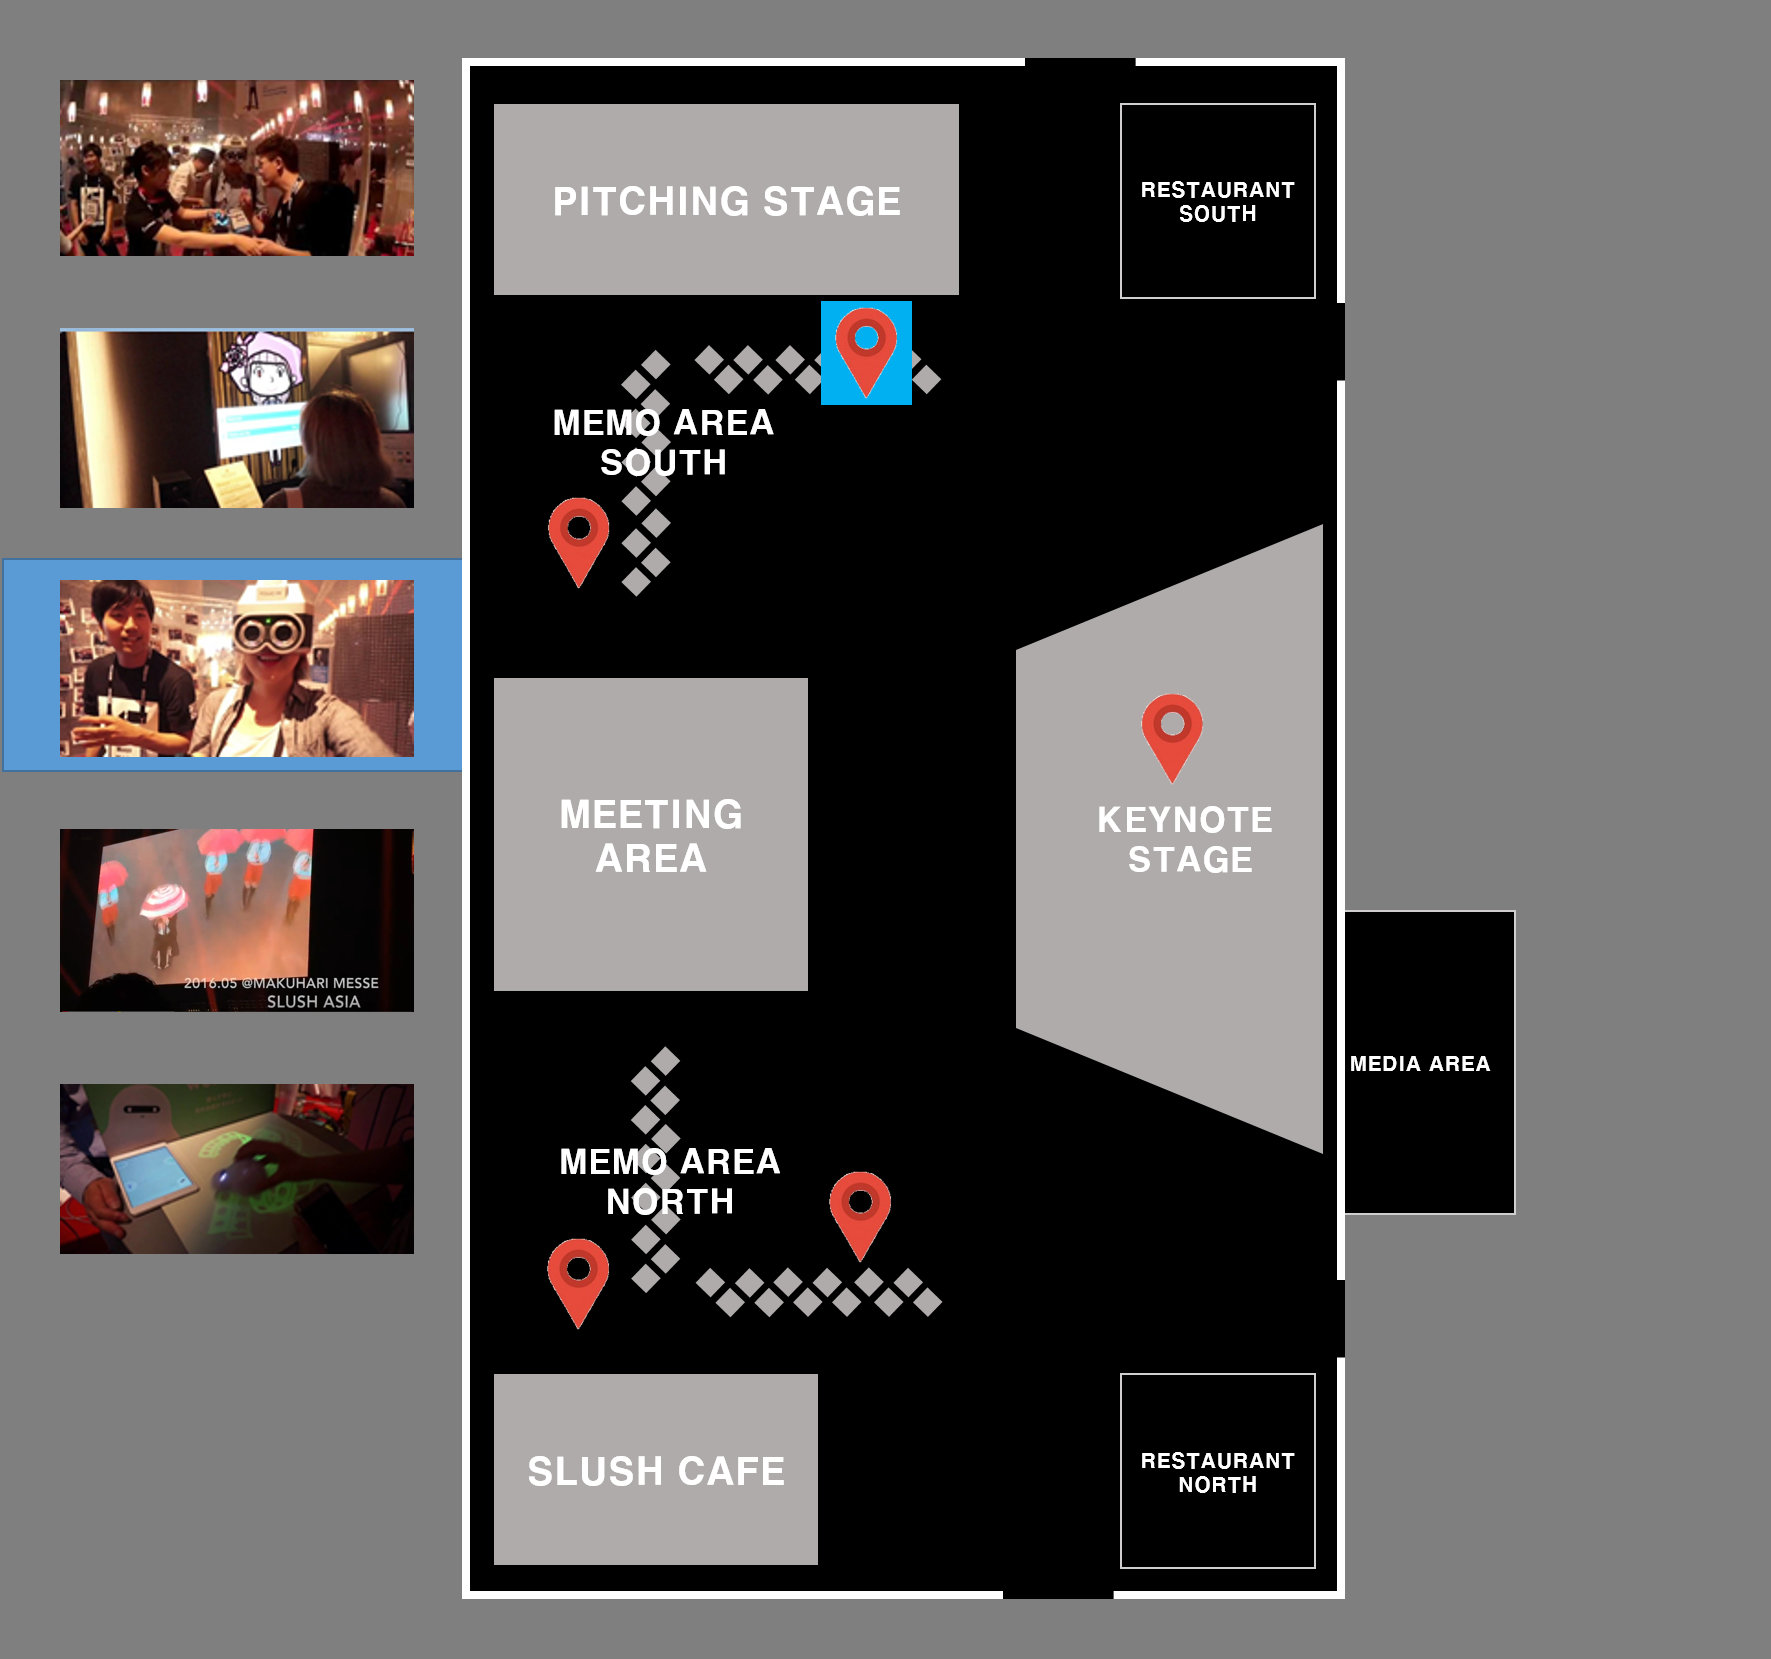 PITCHING STAGE
RESTAURANT
SOUTH
MEMO AREA
SOUTH
MEETING
AREA
KEYNOTE
STAGE
2016.05 @MAKUHARI MESSE
SLUSH ASIA
MEDIA AREA
MEMO AREA
NORTH
SLUSH CAFE
RESTAURANT
NORTH